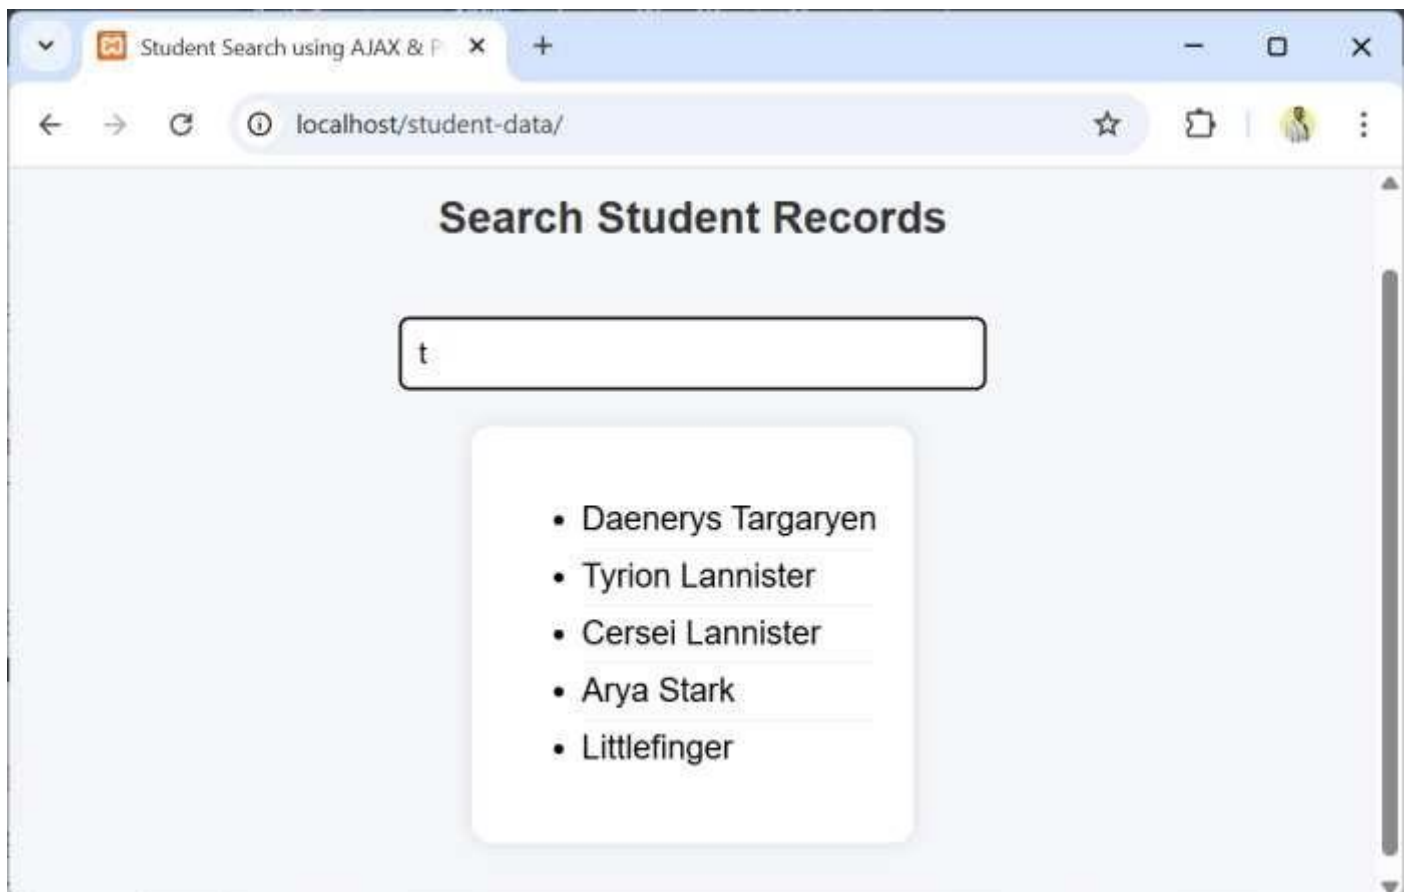 Student Search using AJAX & P
localhost/student-data/
Search Student Records
t
• Daenerys Targaryen
• Tyrion Lannister
• Cersei Lannister
• Arya Stark
• Littlefinger